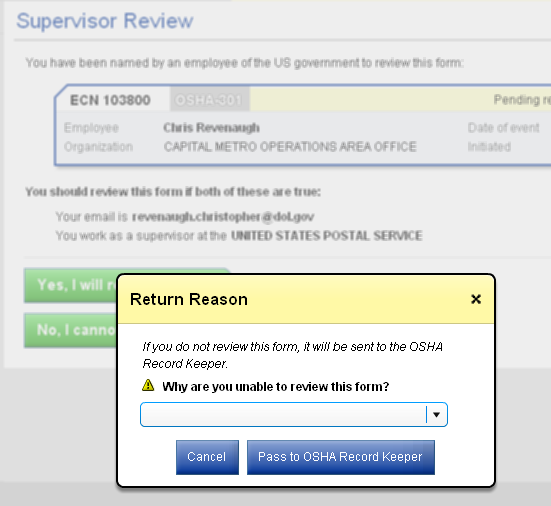 Supervisor Review
You have been named by an employee of the US government to review this form:
ECN 103800 OSHA-301 Pending re
Employee Chris Revenaugh Date of event
Organization CAPITAL METRO OPERATIONS AREA OFFICE Initiated
You should review this form if both of these are true:
Your email is revenaugh.christopher@dol.gov
You work as a supervisor at the UNITED STATES POSTAL SERVICE
Yes, I will r
No, I canno
Return Reason
If you do not review this form, it will be sent to the OSHA
Record Keeper.
Why are you unable to review this form?
Cancel Pass to OSHA Record Keeper